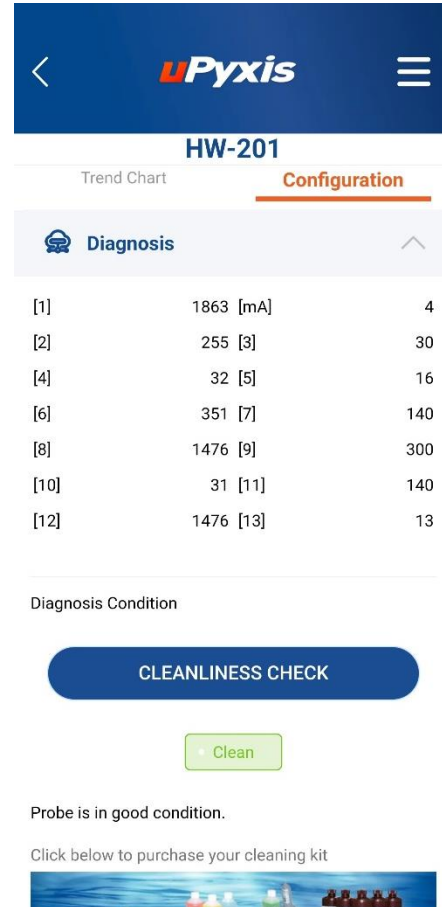 uPyxis
HW-201
Trend Chart Configuration
Diagnosis
[1] 1863 [mA] 4
[2] 255 [3] 30
[4] 32 [5] 16
[6] 351 [7] 140
[8] 1476 [9] 300
[10] 31 [11] 140
[12] 1476 [13] 13
Diagnosis Condition
CLEANLINESS CHECK
Clean
Probe is in good condition.
Click below to purchase your cleaning kit